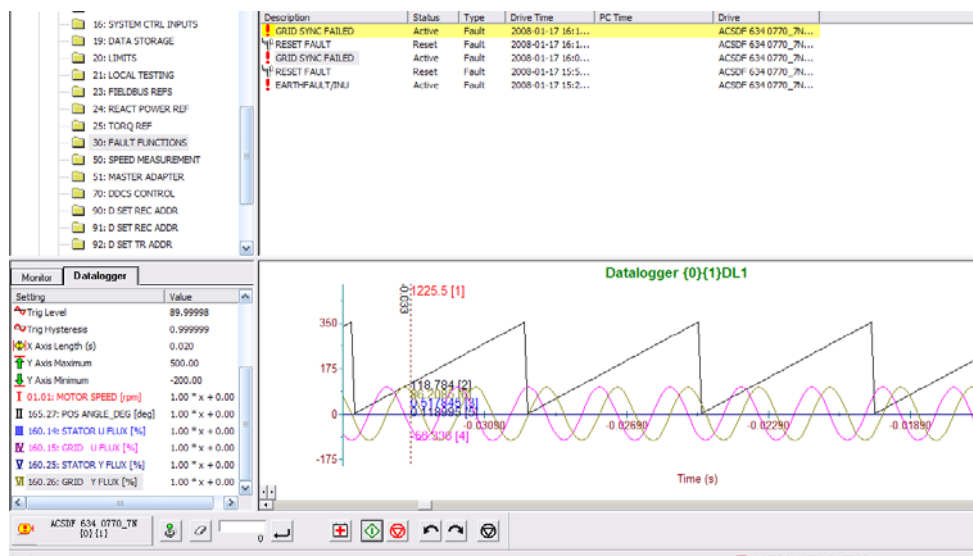 16: SYSTEM CTRL INPUTS
19: DATA STORAGE
20: LIMITS
21: LOCAL TESTING
23: FIELDBUS REFS
24: REACT POWER REF
25: TORQ REF
30: FAULT FUNCTIONS
50: SPEED MEASUREMENT
51: MASTER ADAPTER
70: DDCS CONTROL
90: D SET REC ADDR
91: D SET REC ADDR
92: D SET TR ADDR
Description Status Type Drive Time PC Time Drive
GRID SYNC FAILED Active Fault 2008-01-17 16:1... ACSDF 634 0770_7N...
RESET FAULT Reset Fault 2008-01-17 16:1... ACSDF 634 0770_7N...
GRID SYNC FAILED Active Fault 2008-01-17 16:0... ACSDF 634 0770_7N...
RESET FAULT Reset Fault 2008-01-17 15:5... ACSDF 634 0770_7N...
EARTHFAULT/INU Active Fault 2008-01-17 15:2... ACSDF 634 0770_7N...
Monitor Datalogger
Setting Value
Trig Level 89.99998
Trig Hysteresis 0.999999
X Axis Length (s) 0.020
Y Axis Maximum 500.00
Y Axis Minimum -200.00
I 01.01: MOTOR SPEED [rpm] 1.00 * x + 0.00
II 165.27: POS ANGLE_DEG [deg] 1.00 * x + 0.00
III 160.14: STATOR U FLUX [%] 1.00 * x + 0.00
IV 160.15: GRID U FLUX [%] 1.00 * x + 0.00
V 160.25: STATOR Y FLUX [%] 1.00 * x + 0.00
VI 160.26: GRID Y FLUX [%] 1.00 * x + 0.00
Datalogger {0}{1}DL1
-0.033
1225.5 [1]
350
175
0
-175
118.784 [2]
0.118995 [5]
[4]
-0.03090
-0.02690
-0.02290
-0.01890
Time (s)
ACSDF 634 0770_7N
{0}{1}
0